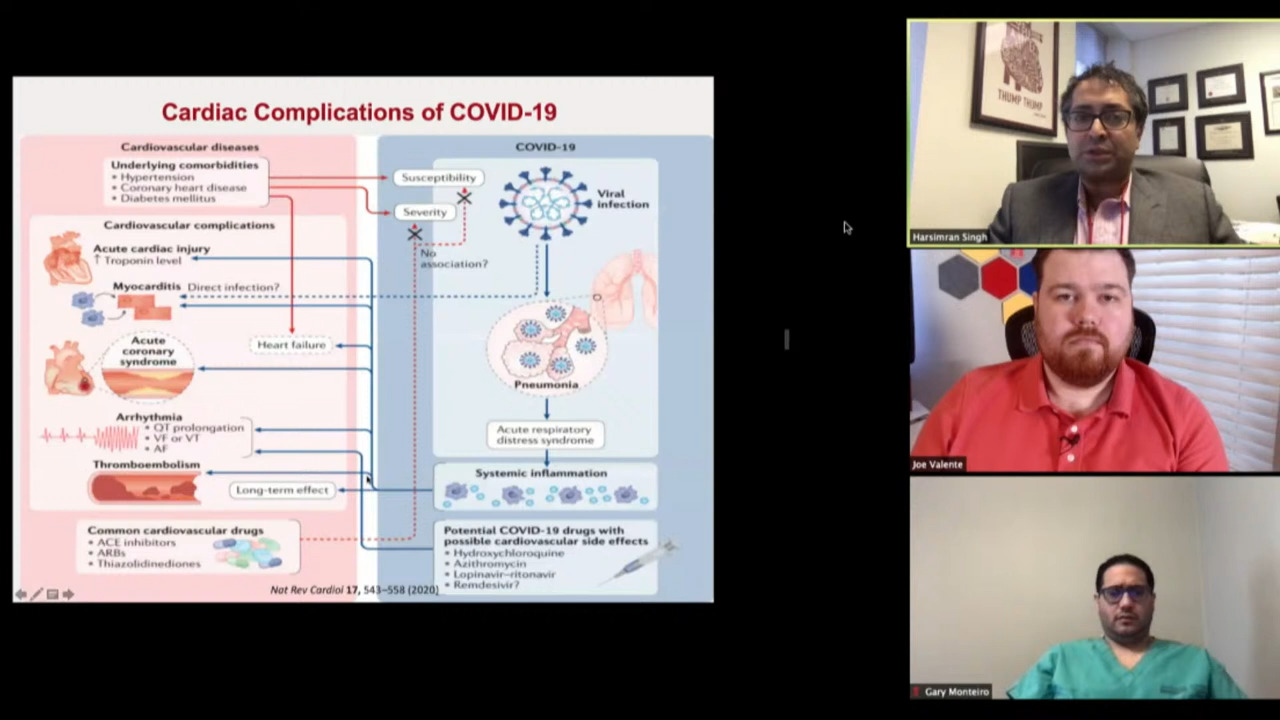 Cardiac Complications of COVID-19
Cardiovascular diseases
Underlying comorbidities
• Hypertension
• Coronary heart disease
• Diabetes mellitus
Cardiovascular complications
Acute cardiac injury
↑ Troponin level
Myocarditis Direct infection?
Acute
coronary
syndrome
Heart failure
Arrhythmia
• QT prolongation
• VF or VT
• AF
Thromboembolism
Long-term effect
Common cardiovascular drugs
• ACE inhibitors
• ARBs
• Thiazolidinediones
COVID-19
Susceptibility
Severity
No
association?
Viral
infection
Pneumonia
Acute respiratory
distress syndrome
Systemic inflammation
Potential COVID-19 drugs with
possible cardiovascular side effects
• Hydroxychloroquine
• Azithromycin
• Lopinavir–ritonavir
• Remdesivir?
Nat Rev Cardiol 17, 543–558 (2020)
THUMP THUMP
Harsimran Singh
Joe Valente
Gary Monteiro